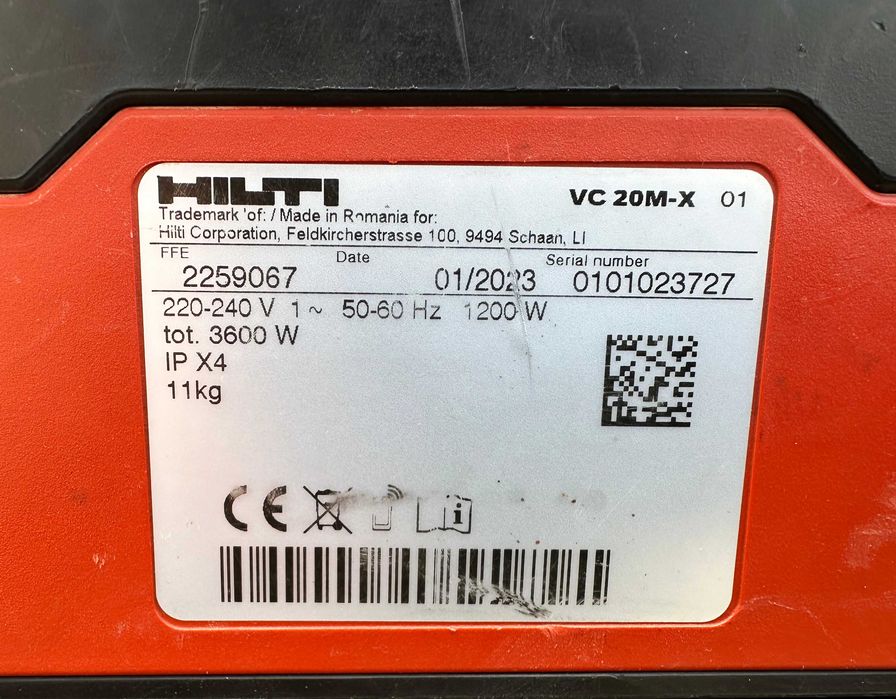 HILTI VC 20M-X 01
Trademark of: / Made in Romania for:
Hilti Corporation, Feldkircherstrasse 100, 9494 Schaan, LI
FFE Date Serial number
2259067 01/2023 0101023727
220-240 V 1~ 50-60 Hz 1200 W
tot. 3600 W
IP X4
11kg
CE i